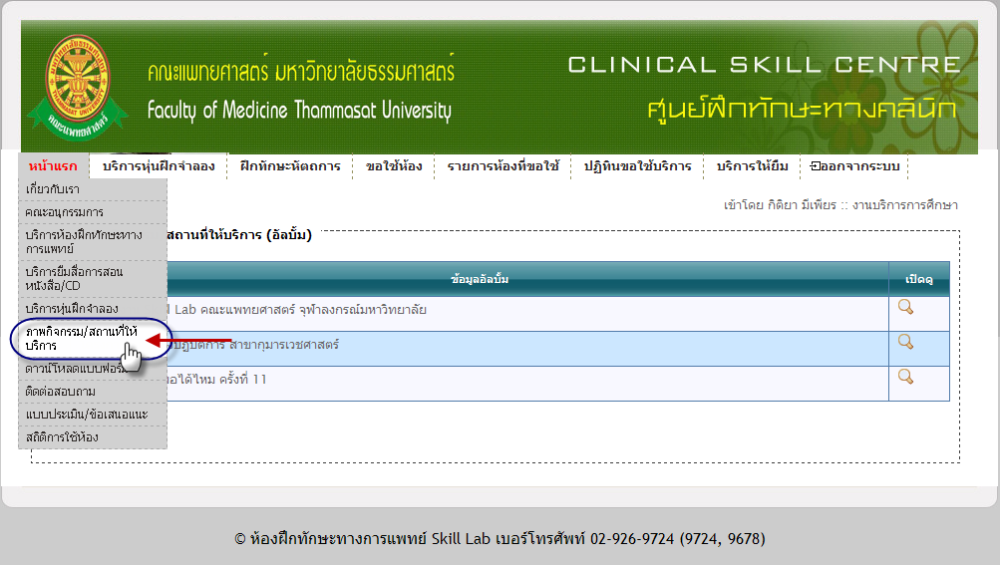 คณะแพทยศาสตร์ มหาวิทยาลัยธรรมศาสตร์
Faculty of Medicine Thammasat University
CLINICAL SKILL CENTRE
ศูนย์ฝึกทักษะทางคลินิก
คณะแพทยศาสตร์
หน้าแรก บริการหุ่นฝึกจำลอง ฝึกทักษะหัตถการ ขอใช้ห้อง รายการห้องที่ขอใช้ ปฏิทินขอใช้บริการ บริการให้ยืม ออกจากระบบ
เข้าโดย กิติยา มีเพียร :: งานบริการการศึกษา
เกี่ยวกับเรา
คณะอนุกรรมการ
บริการห้องฝึกทักษะทาง
การแพทย์
บริการยืมสื่อการสอน
หนังสือ/CD
บริการหุ่นฝึกจำลอง
ภาพกิจกรรม/สถานที่ให้
บริการ
ดาวน์โหลดแบบฟอร์ม
ติดต่อสอบถาม
แบบประเมิน/ข้อเสนอแนะ
สถิติการใช้ห้อง
สถานที่ให้บริการ (อัลบั้ม)
ข้อมูลอัลบั้ม เปิดดู
Lab คณะแพทยศาสตร์ จุฬาลงกรณ์มหาวิทยาลัย
สาขากุมารเวชศาสตร์
ขอได้ไหม ครั้งที่ 11
© ห้องฝึกทักษะทางการแพทย์ Skill Lab เบอร์โทรศัพท์ 02-926-9724 (9724, 9678)